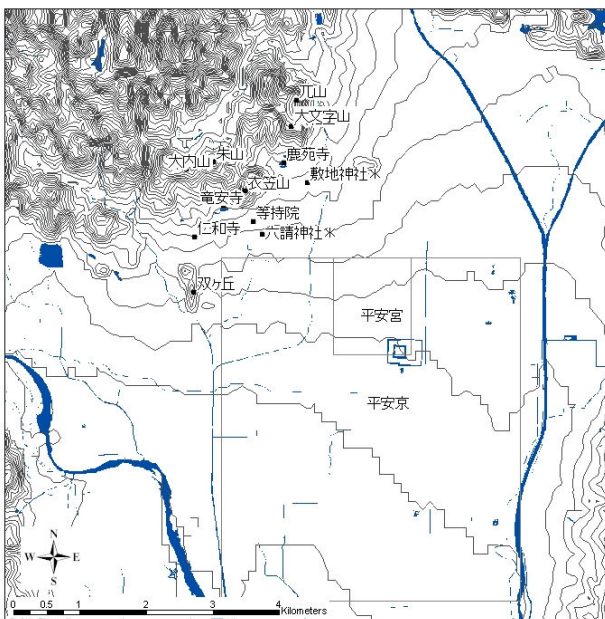 兀山
大文字山
朱山
大内山
鹿苑寺
衣笠山
敷地神社＊
竜安寺
等持院
仁和寺
六請神社＊
双ヶ丘
平安宮
平安京
N
W E
S
0 0.5 1 2 3 4
Kilometers